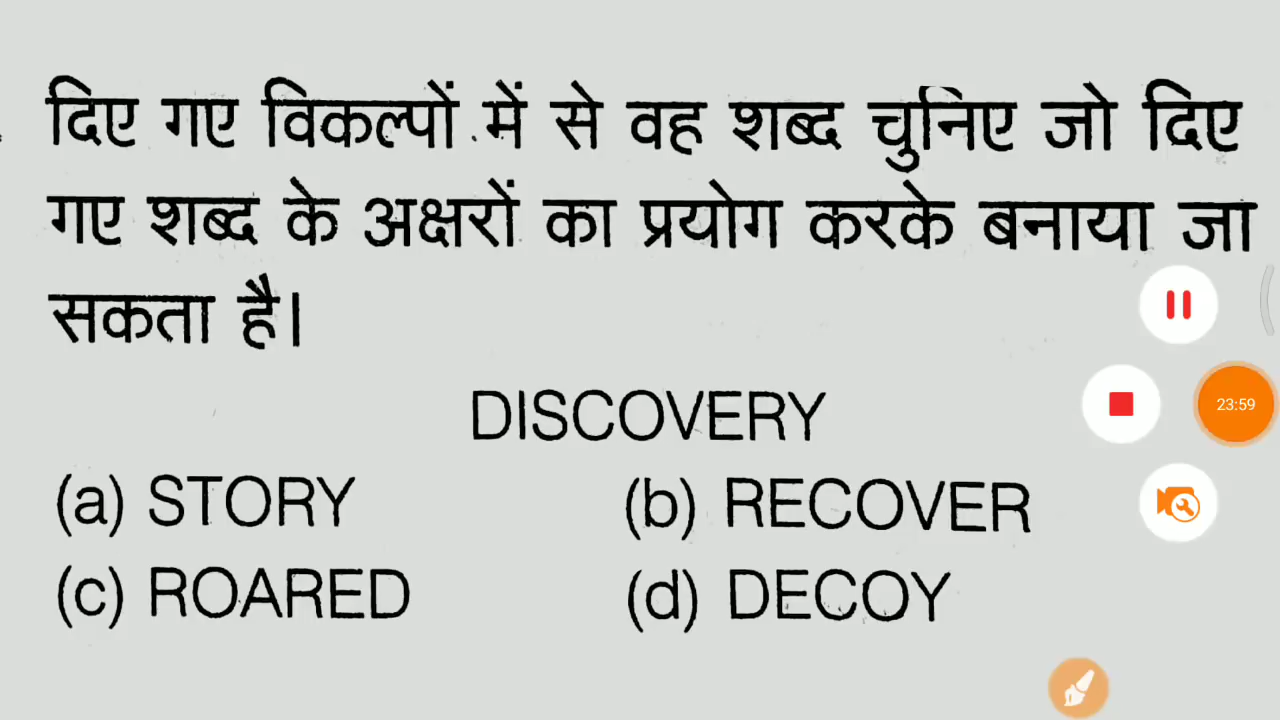 दिए गए विकल्पों में से वह शब्द चुनिए जो दिए
गए शब्द के अक्षरों का प्रयोग करके बनाया जा
सकता है।
DISCOVERY
(a) STORY (b) RECOVER
(c) ROARED (d) DECOY
23:59